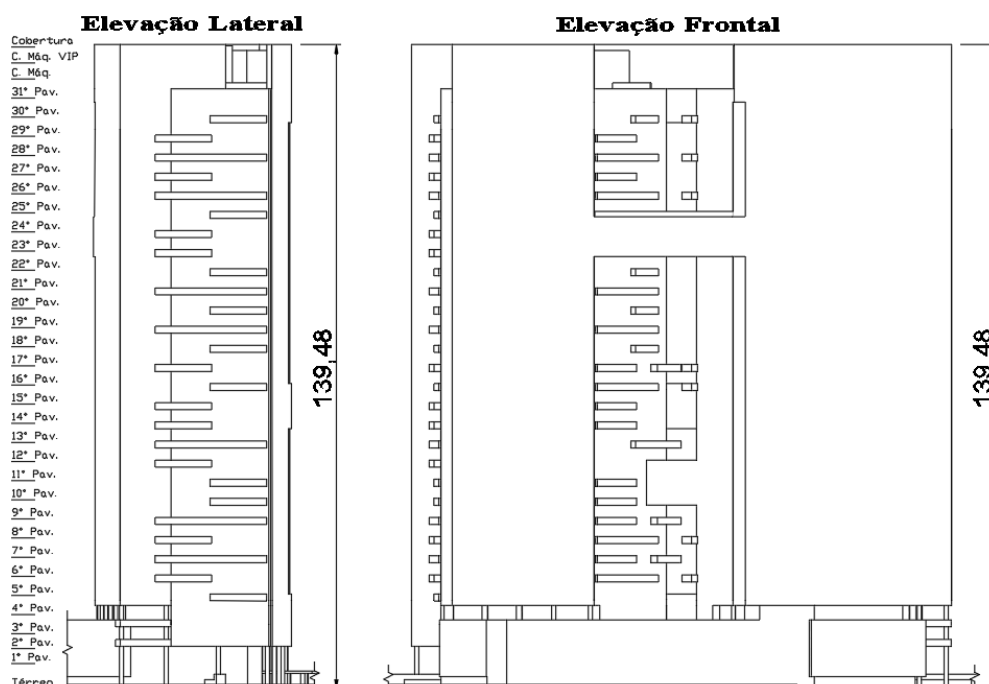 Elevação Lateral
Elevação Frontal
Cobertura
C. Máq. VIP
C. Máq.
31° Pav.
30° Pav.
29° Pav.
28° Pav.
27° Pav.
26° Pav.
25° Pav.
24° Pav.
23° Pav.
22° Pav.
21° Pav.
20° Pav.
19° Pav.
18° Pav.
17° Pav.
16° Pav.
15° Pav.
14° Pav.
13° Pav.
12° Pav.
11° Pav.
10° Pav.
9° Pav.
8° Pav.
7° Pav.
6° Pav.
5° Pav.
4° Pav.
3° Pav.
2° Pav.
1° Pav.
Térreo
139,48
139,48